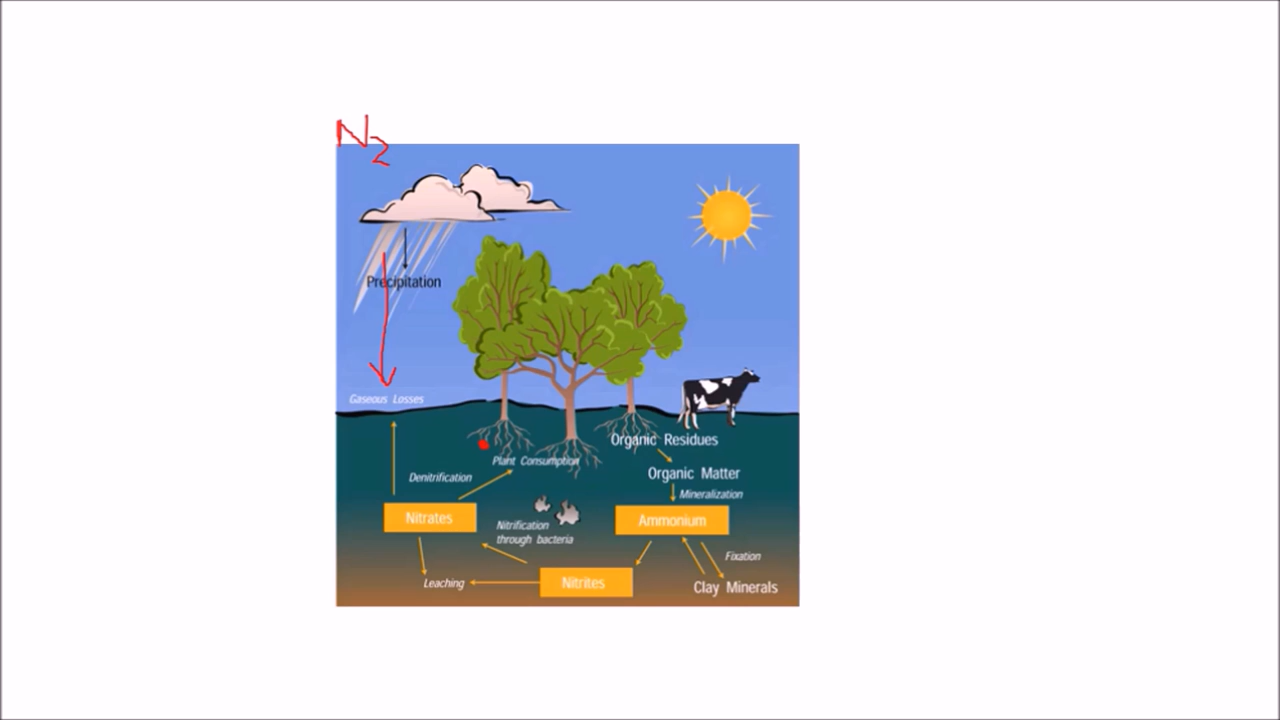 N2
Precipitation
Gaseous Losses
Organic Residues
Plant Consumption
Organic Matter
Denitrification
Mineralization
Nitrates
Ammonium
Nitrification
through bacteria
Fixation
Leaching
Nitrites
Clay Minerals